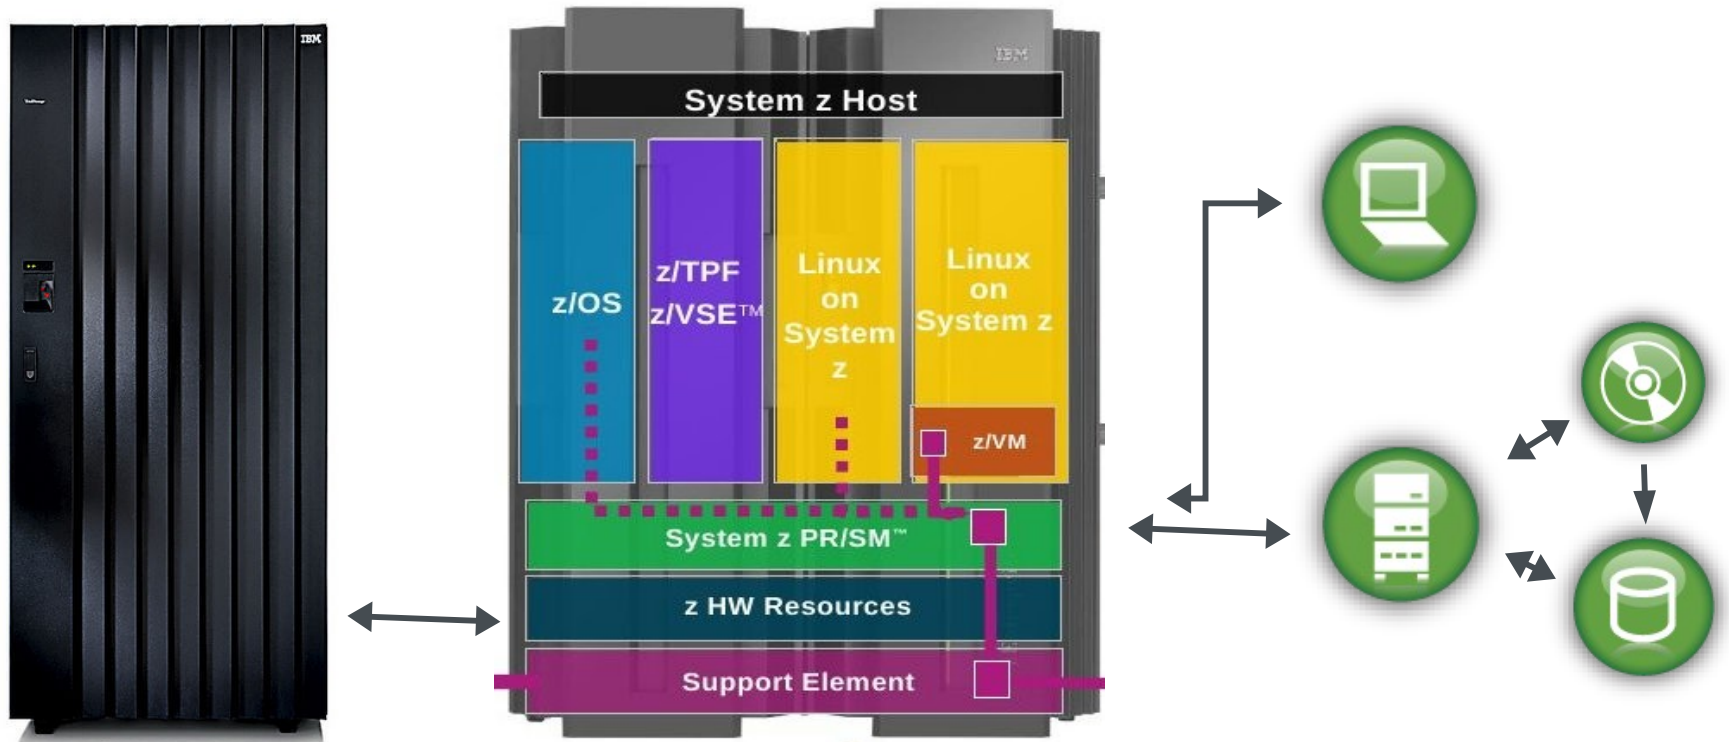 IBM
IBM
System z Host
z/OS
z/TPF
z/VSE™
Linux
on
System
z
Linux
on
System z
z/VM
System z PR/SM™
z HW Resources
Support Element